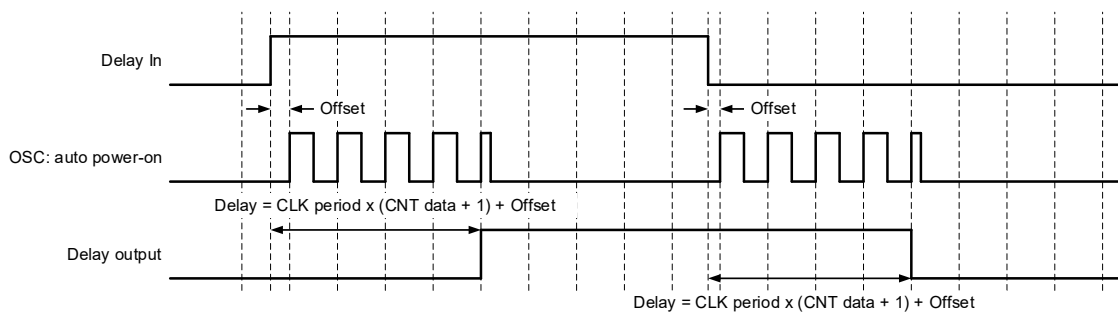 Delay In
Offset
Offset
OSC: auto power-on
Delay = CLK period x (CNT data + 1) + Offset
Delay output
Delay = CLK period x (CNT data + 1) + Offset